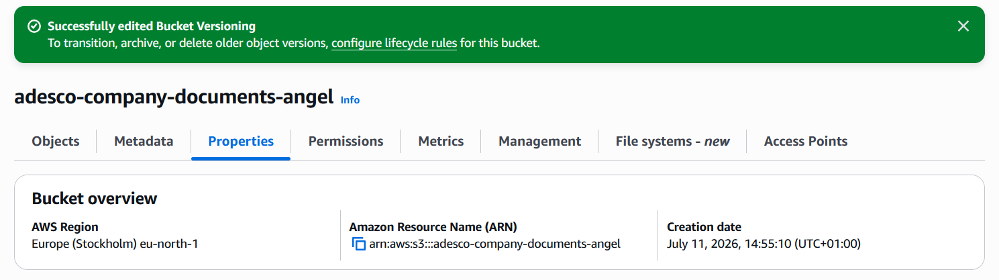 Successfully edited Bucket Versioning
To transition, archive, or delete older object versions, configure lifecycle rules for this bucket.
adesco-company-documents-angel Info
Objects Metadata Properties Permissions Metrics Management File systems - new Access Points
Bucket overview
AWS Region
Europe (Stockholm) eu-north-1
Amazon Resource Name (ARN)
arn:aws:s3:::adesco-company-documents-angel
Creation date
July 11, 2026, 14:55:10 (UTC+01:00)